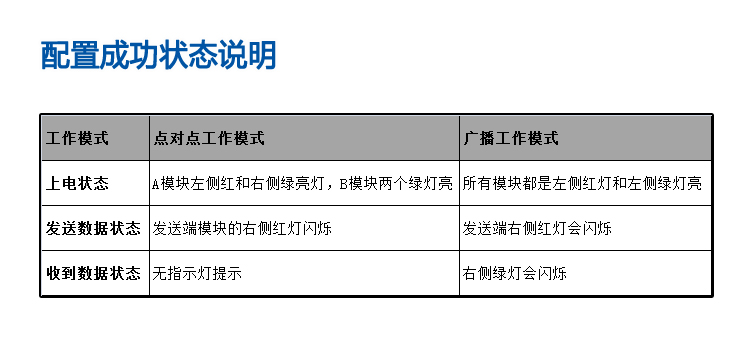 配置成功状态说明
工作模式 点对点工作模式 广播工作模式
上电状态 A模块左侧红和右侧绿亮灯，B模块两个绿灯亮 所有模块都是左侧红灯和左侧绿灯亮
发送数据状态 发送端模块的右侧红灯闪烁 发送端右侧红灯会闪烁
收到数据状态 无指示灯提示 右侧绿灯会闪烁